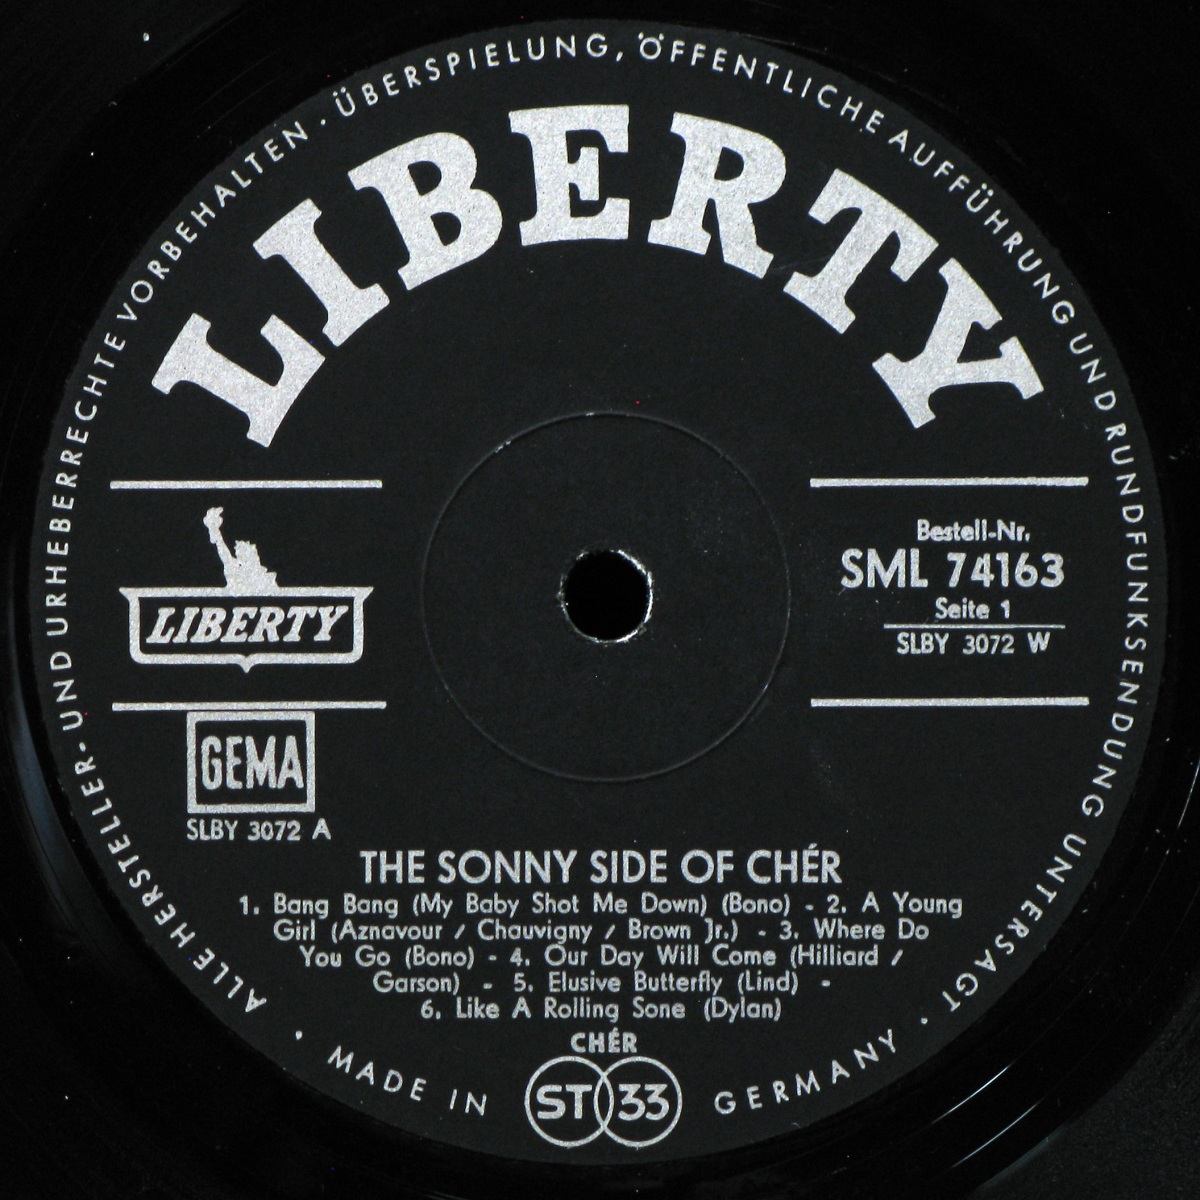 ALLE HERSTELLER- UND URHEBERRECHTE VORBEHALTEN · ÜBERSPIELUNG, ÖFFENTLICHE AUFFÜHRUNG UND RUNDFUNKSENDUNG UNTERSAGT ·
LIBERTY
LIBERTY
Bestell-Nr.
SML 74163
Seite 1
SLBY 3072 W
GEMA
SLBY 3072 A
THE SONNY SIDE OF CHÉR
1. Bang Bang (My Baby Shot Me Down) (Bono) - 2. A Young
Girl (Aznavour / Chauvigny / Brown Jr.) - 3. Where Do
You Go (Bono) - 4. Our Day Will Come (Hilliard /
Garson) - 5. Elusive Butterfly (Lind) -
6. Like A Rolling Sone (Dylan)
CHÉR
· MADE IN GERMANY
ST 33